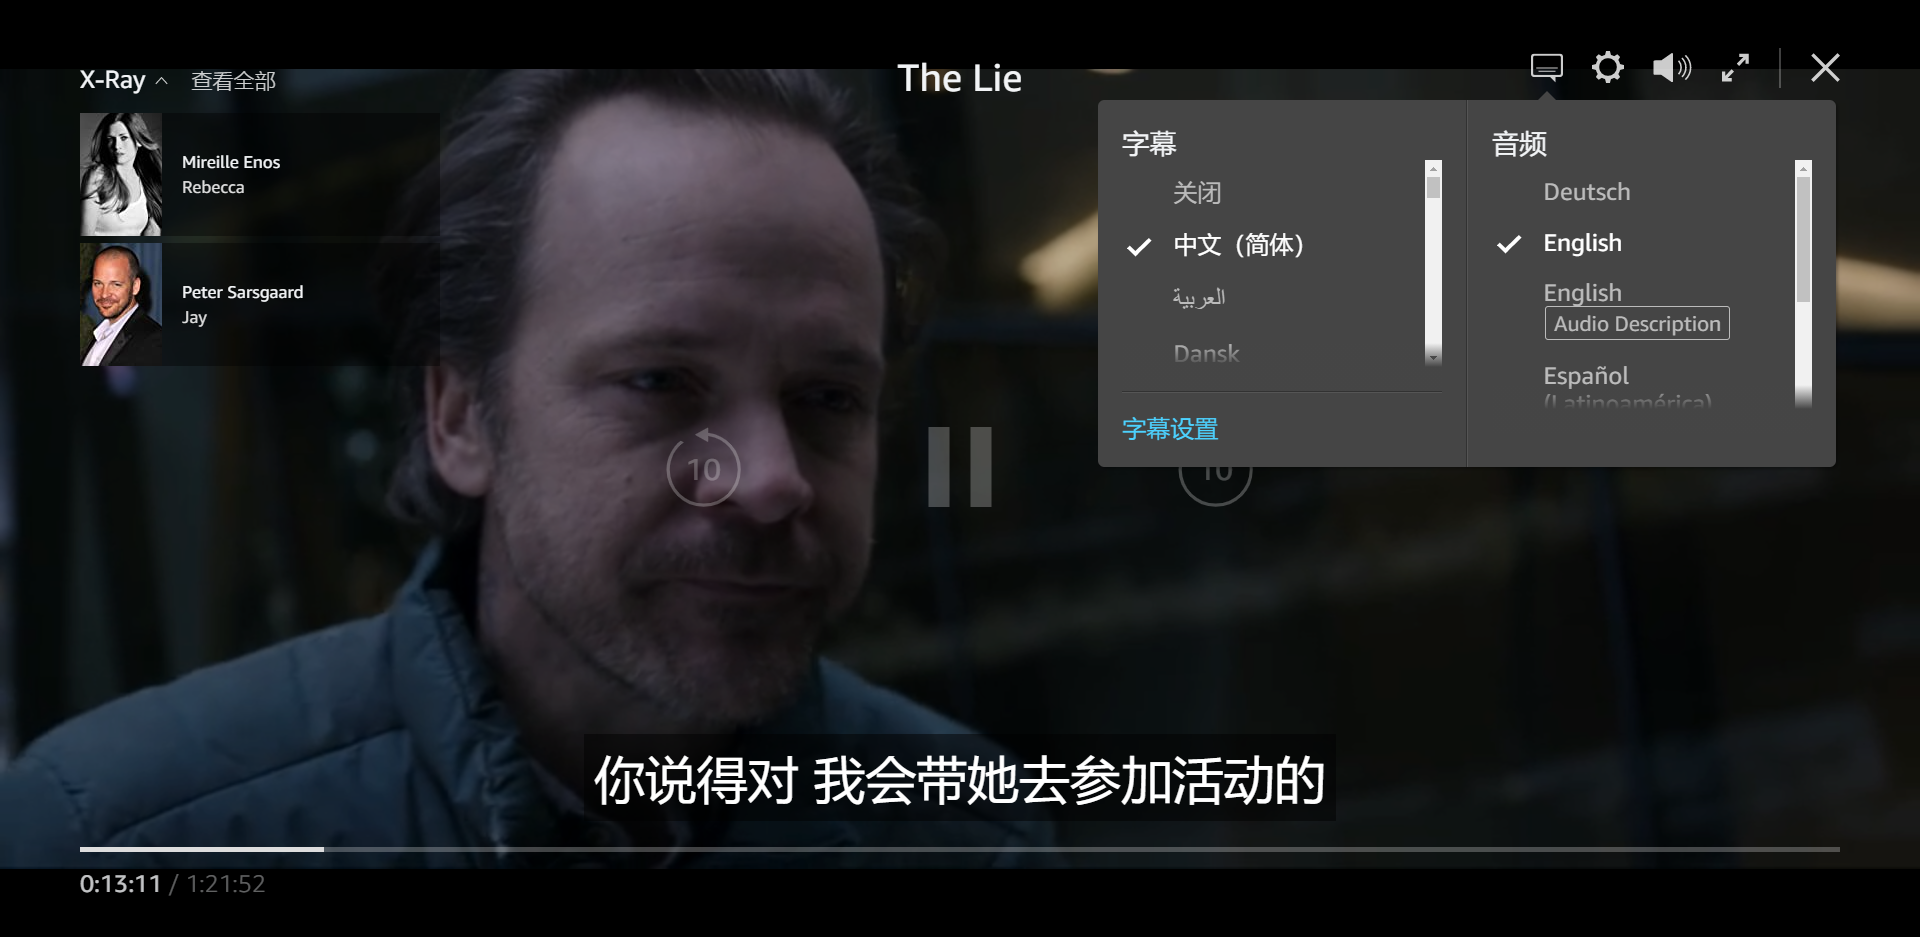 X-Ray 查看全部
The Lie
Mireille Enos
Rebecca
Peter Sarsgaard
Jay
字幕
关闭
中文（简体）
العربية
Dansk
字幕设置
音频
Deutsch
English
English
Audio Description
Español
(Latinoamérica)
10
10
你说得对 我会带她去参加活动的
0:13:11 / 1:21:52